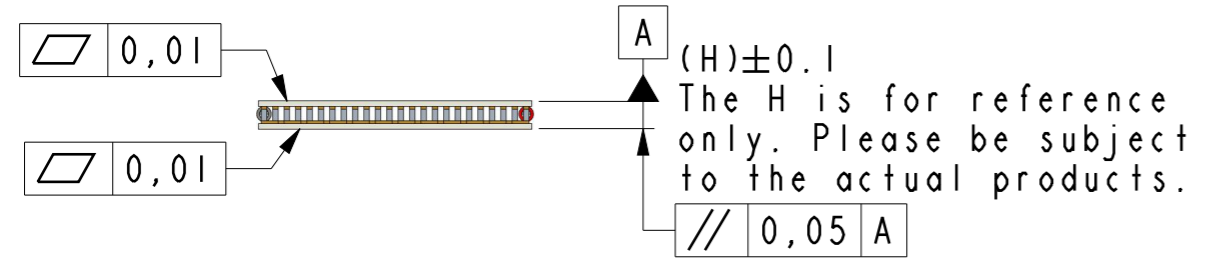 ⏥ 0,01
A
(H)±0.1
The H is for reference
only. Please be subject
to the actual products.
⏥ 0,01
// 0,05 A